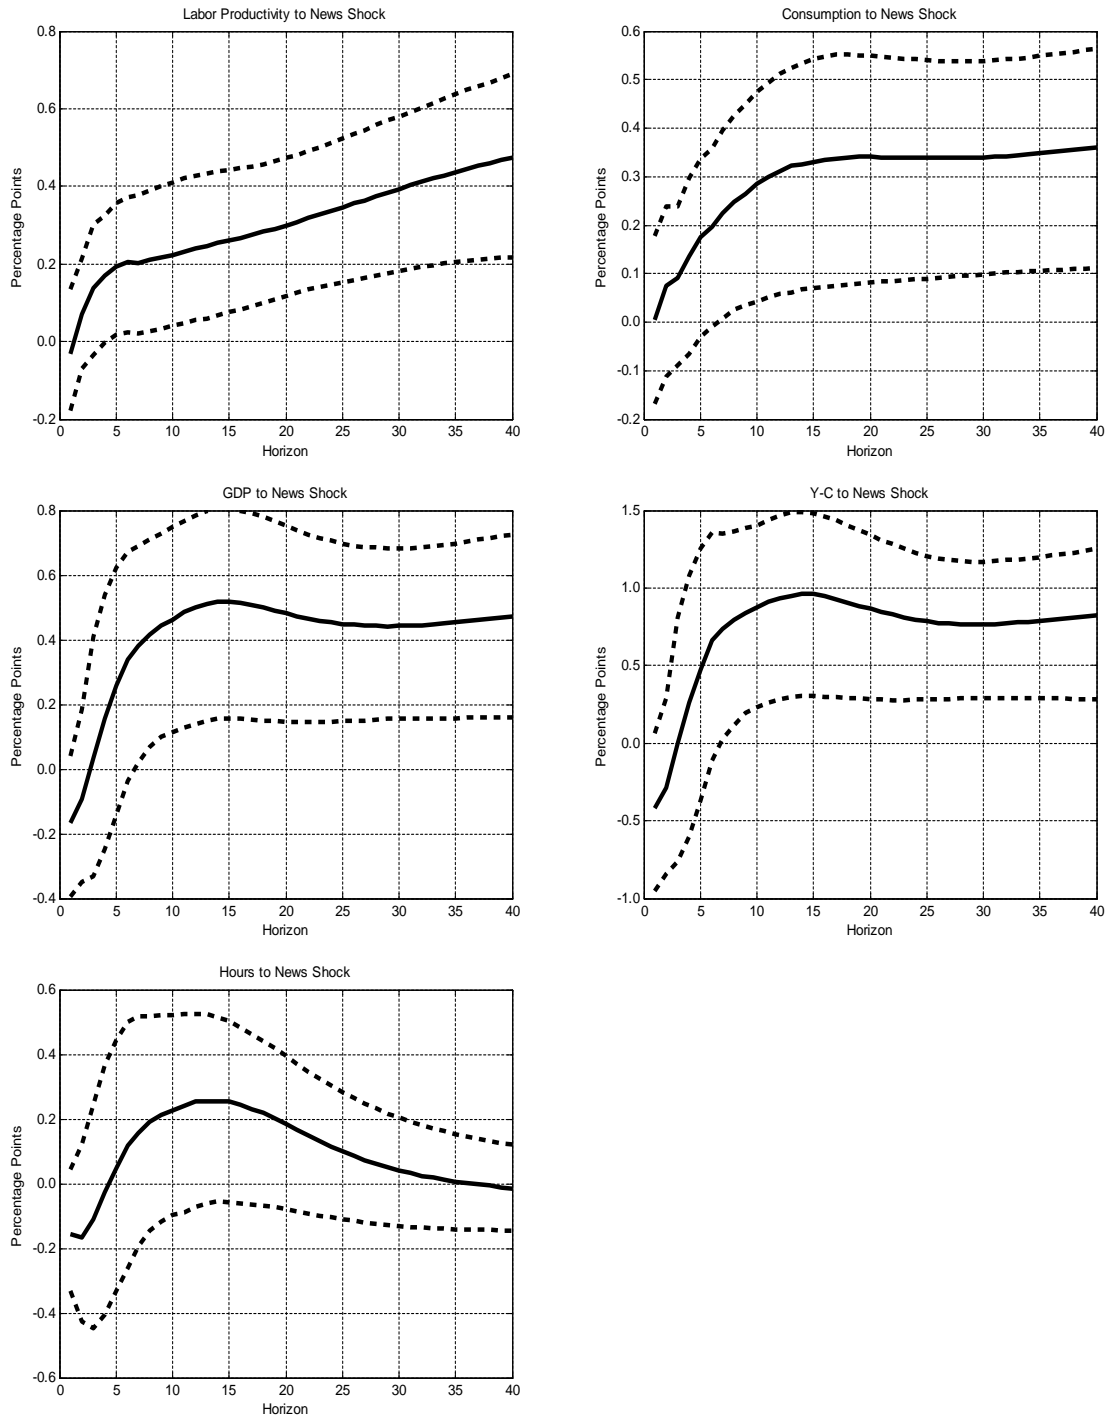 Labor Productivity to News Shock
0.8
0.6
0.4
0.2
0.0
-0.2
Percentage Points
0 5 10 15 20 25 30 35 40
Horizon
Consumption to News Shock
0.6
0.5
0.4
0.3
0.2
0.1
0.0
-0.1
-0.2
Percentage Points
0 5 10 15 20 25 30 35 40
Horizon
GDP to News Shock
0.8
0.6
0.4
0.2
0.0
-0.2
-0.4
Percentage Points
0 5 10 15 20 25 30 35 40
Horizon
Y-C to News Shock
1.5
1.0
0.5
0.0
-0.5
-1.0
Percentage Points
0 5 10 15 20 25 30 35 40
Horizon
Hours to News Shock
0.6
0.4
0.2
0.0
-0.2
-0.4
-0.6
Percentage Points
0 5 10 15 20 25 30 35 40
Horizon